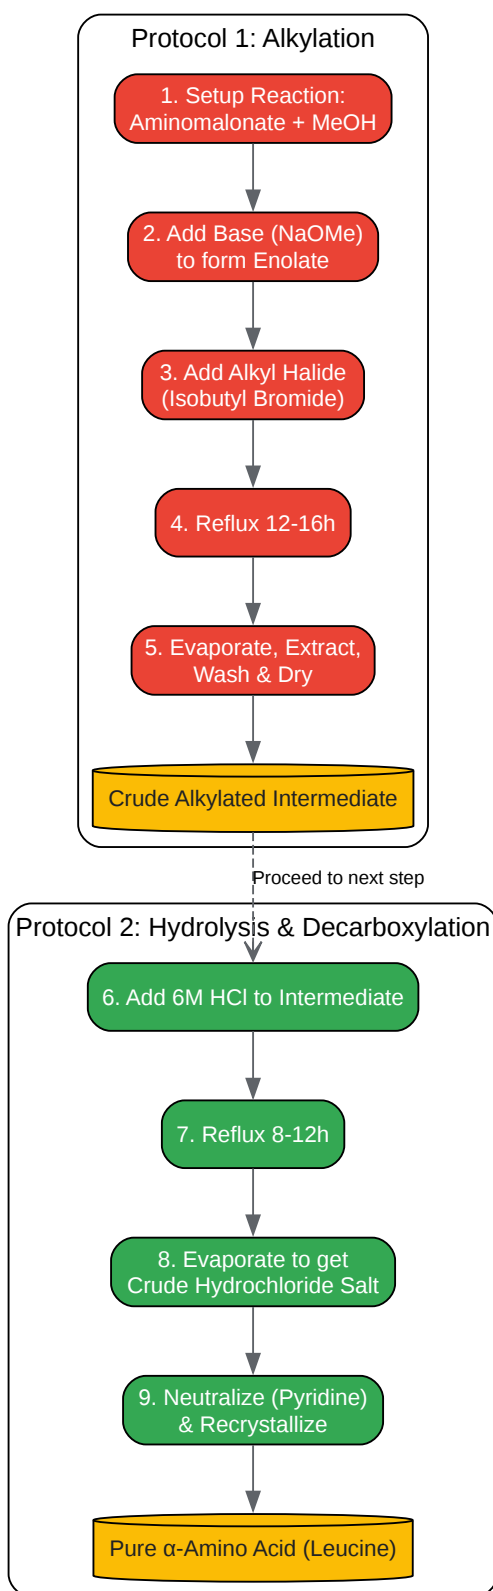 Protocol 1: Alkylation
1. Setup Reaction:
Aminomalonate + MeOH
2. Add Base (NaOMe)
to form Enolate
3. Add Alkyl Halide
(Isobutyl Bromide)
4. Reflux 12-16h
5. Evaporate, Extract,
Wash & Dry
Crude Alkylated Intermediate
Proceed to next step
Protocol 2: Hydrolysis & Decarboxylation
6. Add 6M HCl to Intermediate
7. Reflux 8-12h
8. Evaporate to get
Crude Hydrochloride Salt
9. Neutralize (Pyridine)
& Recrystallize
Pure α-Amino Acid (Leucine)